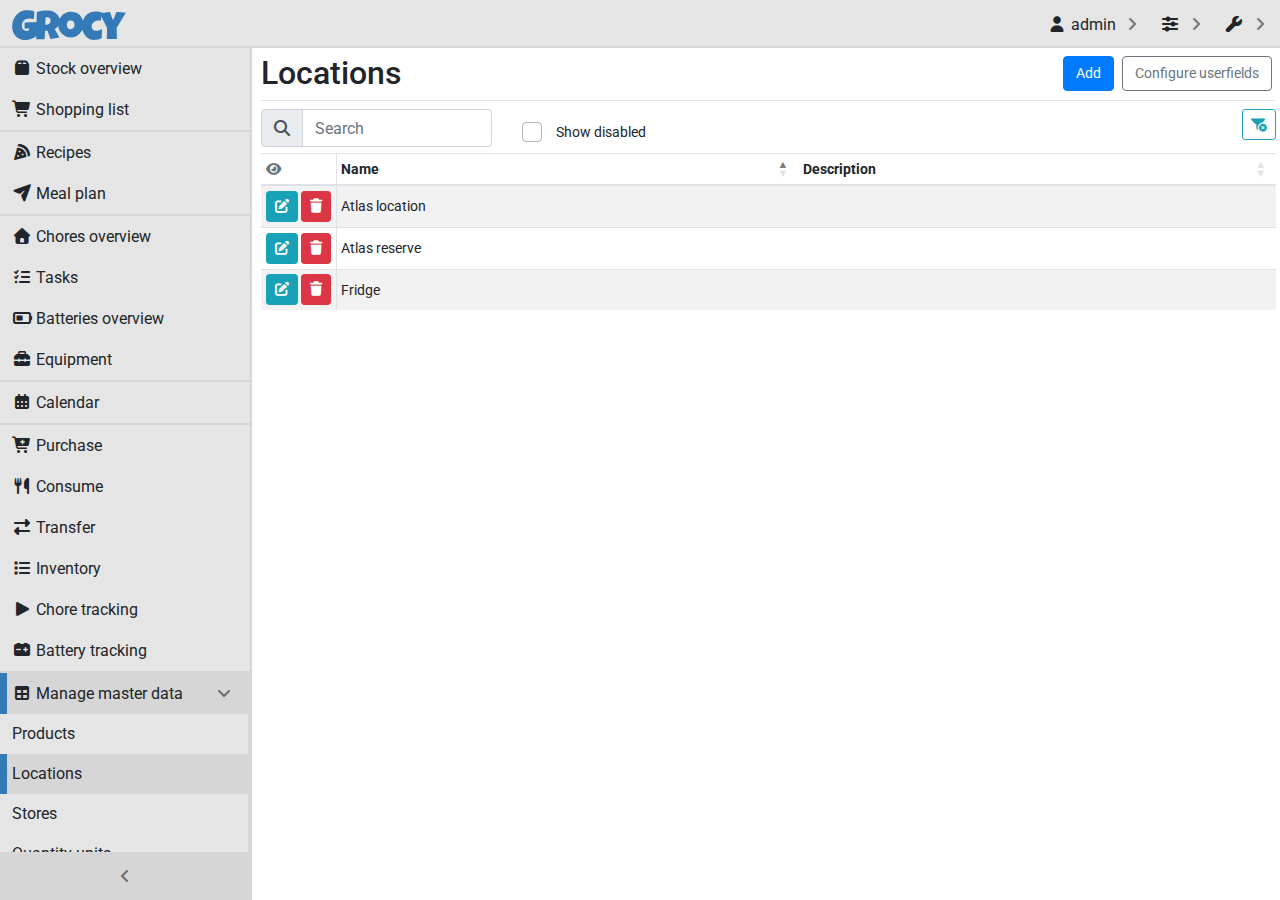 GROCY
admin
Stock overview
Shopping list
Recipes
Meal plan
Chores overview
Tasks
Batteries overview
Equipment
Calendar
Purchase
Consume
Transfer
Inventory
Chore tracking
Battery tracking
Manage master data
Products
Locations
Stores
Quantity units
Locations
Add
Configure userfields
Search
Show disabled
Name
Description
Atlas location
Atlas reserve
Fridge